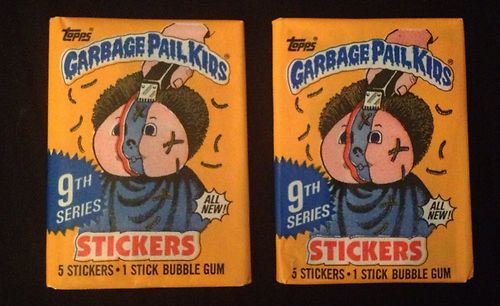 Topps
GARBAGE PAIL KIDS®
9TH
SERIES
ALL
NEW!
STICKERS
5 STICKERS • 1 STICK BUBBLE GUM
Topps
GARBAGE PAIL KIDS®
9TH
SERIES
ALL
NEW!
STICKERS
5 STICKERS • 1 STICK BUBBLE GUM